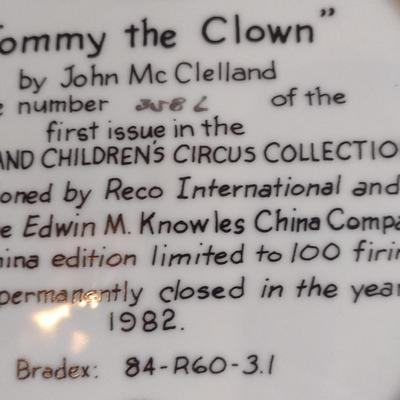 ommy the Clown"
by John McClelland
e number of the
first issue in the
AND CHILDREN'S CIRCUS COLLECTIO
oned by Reco International and
e Edwin M. Knowles China Compa
hina edition limited to 100 firin
permanently closed in the year
1982.
Bradex: 84-R60-3.1